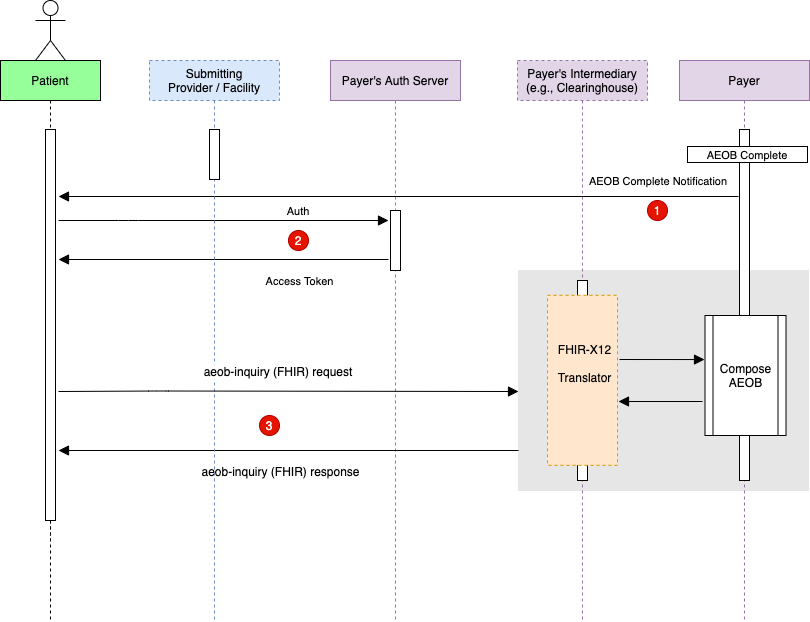 Patient
Submitting
Provider / Facility
Payer's Auth Server
Payer's Intermediary
(e.g., Clearinghouse)
Payer
AEOB Complete
AEOB Complete Notification
1
Auth
2
Access Token
FHIR-X12
Translator
Compose
AEOB
aeob-inquiry (FHIR) request
3
aeob-inquiry (FHIR) response